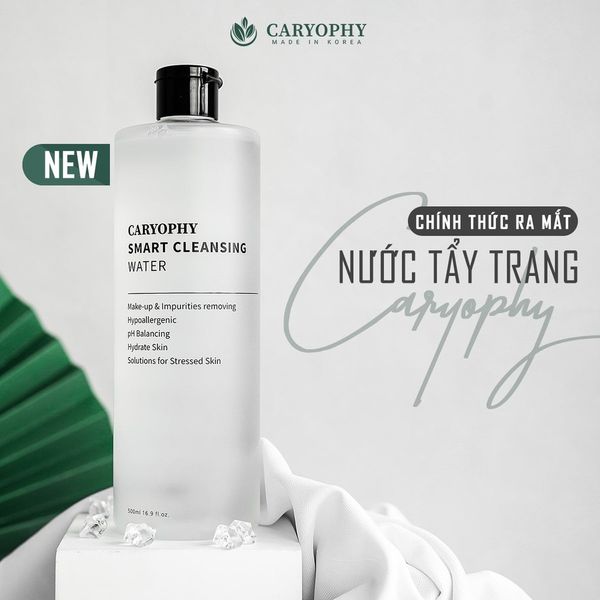 CARYOPHY
MADE IN KOREA
NEW
CARYOPHY
SMART CLEANSING
WATER
Make-up & Impurities removing
Hypoallergenic
pH Balancing
Hydrate Skin
Solutions for Stressed Skin
500ml 16.9 fl.oz.
CHÍNH THỨC RA MẮT
NƯỚC TẨY TRANG
Caryophy